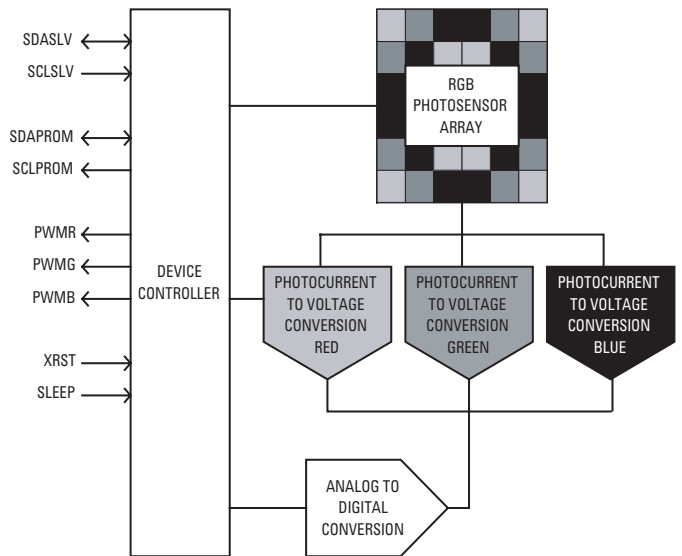 SDASLV
SCLSLV
SDAPROM
SCLPROM
PWMR
PWMG
PWMB
XRST
SLEEP
DEVICE
CONTROLLER
RGB
PHOTOSENSOR
ARRAY
PHOTOCURRENT
TO VOLTAGE
CONVERSION
RED
PHOTOCURRENT
TO VOLTAGE
CONVERSION
GREEN
PHOTOCURRENT
TO VOLTAGE
CONVERSION
BLUE
ANALOG TO
DIGITAL
CONVERSION